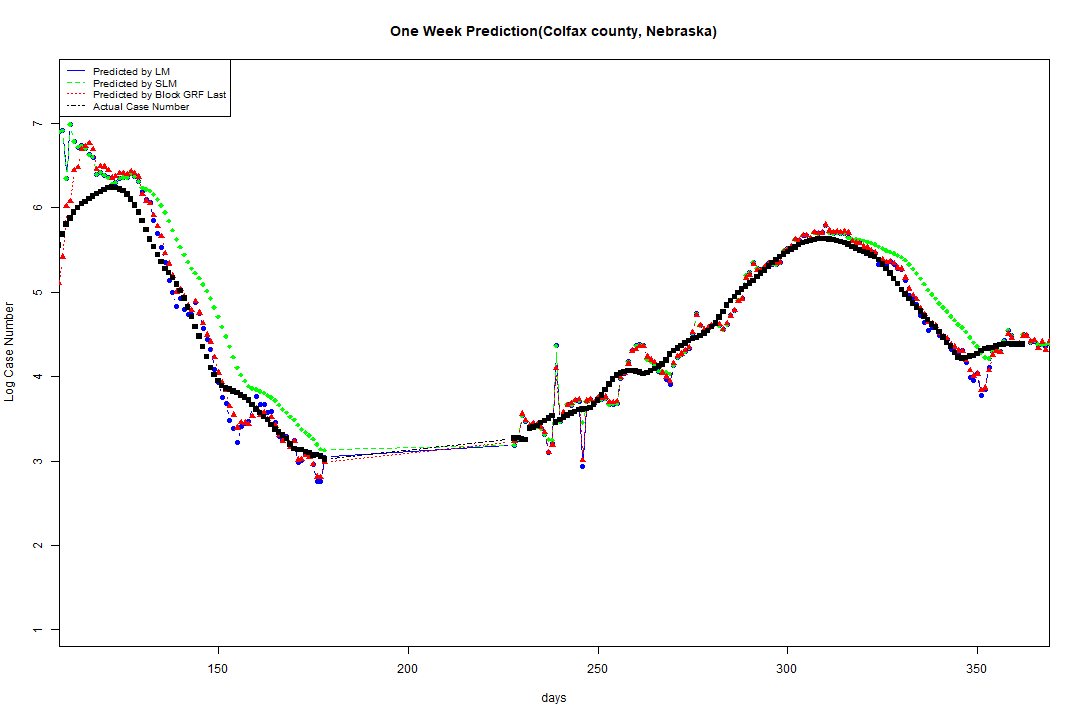 One Week Prediction(Colfax county, Nebraska)
Predicted by LM
Predicted by SLM
Predicted by Block GRF Last
Actual Case Number
7
6
5
4
3
2
1
Log Case Number
150 200 250 300 350
days